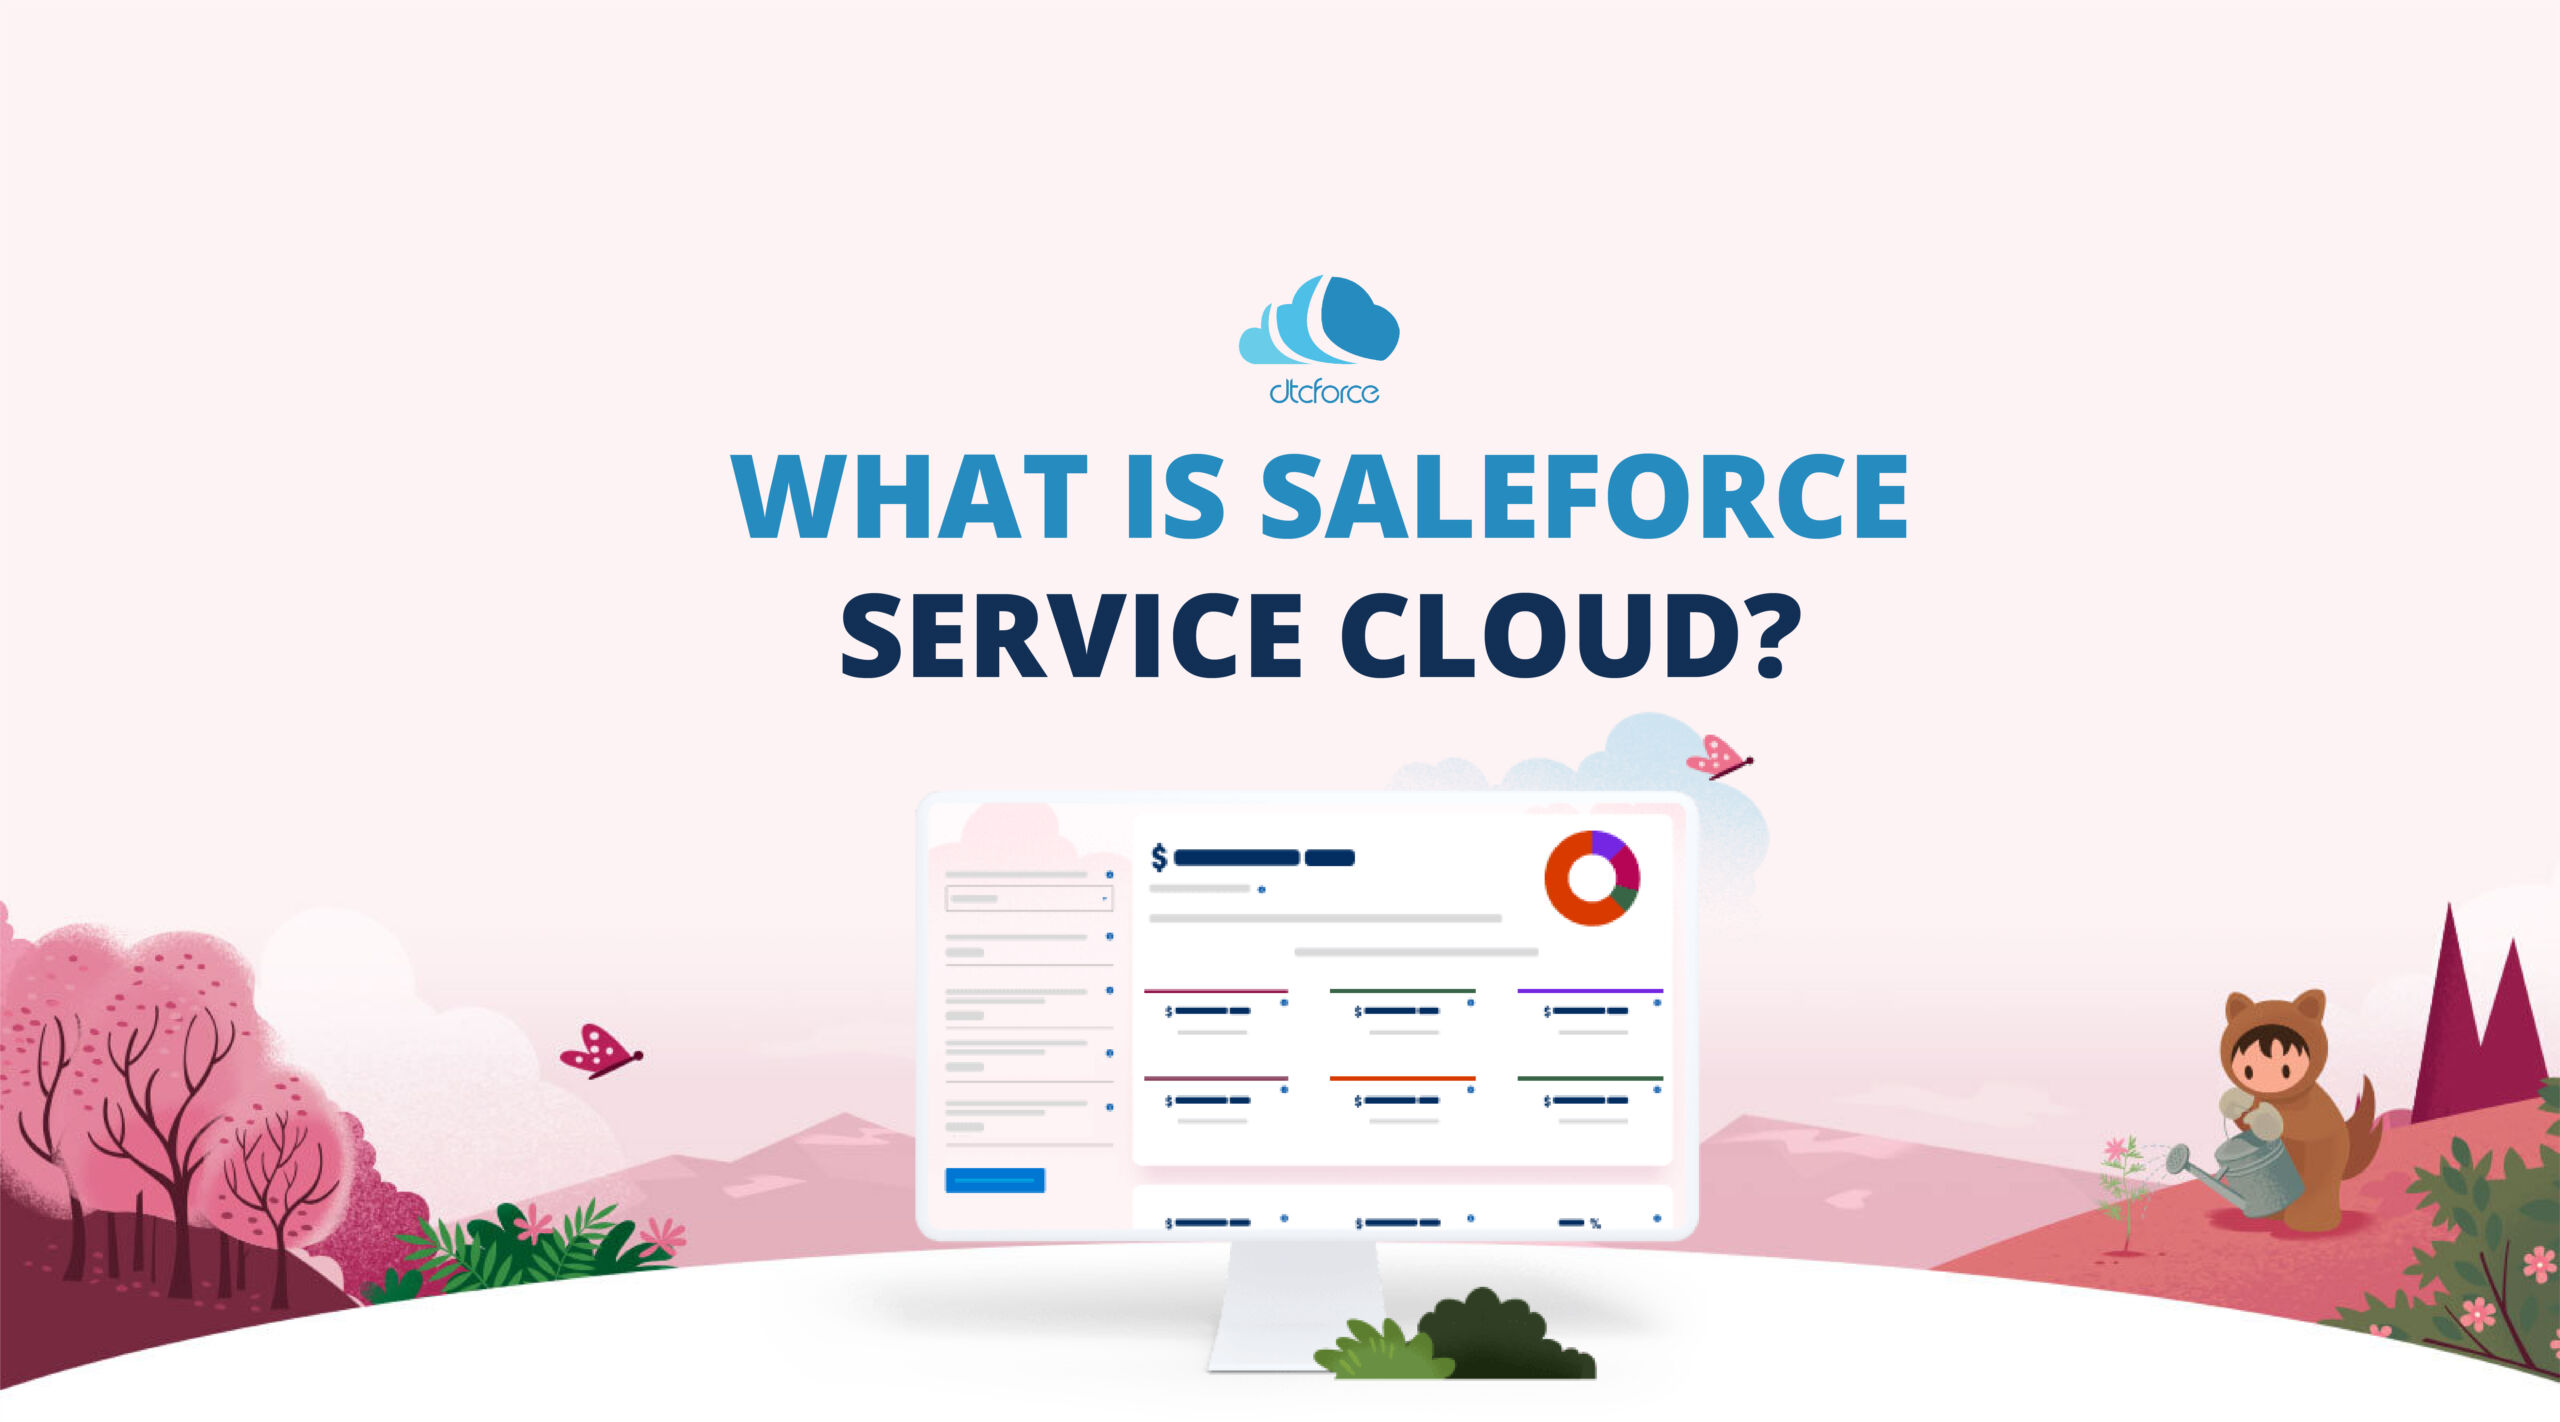 dtcforce
WHAT IS SALEFORCE
SERVICE CLOUD?
$
$ $ $
$ $ $
$ $ %